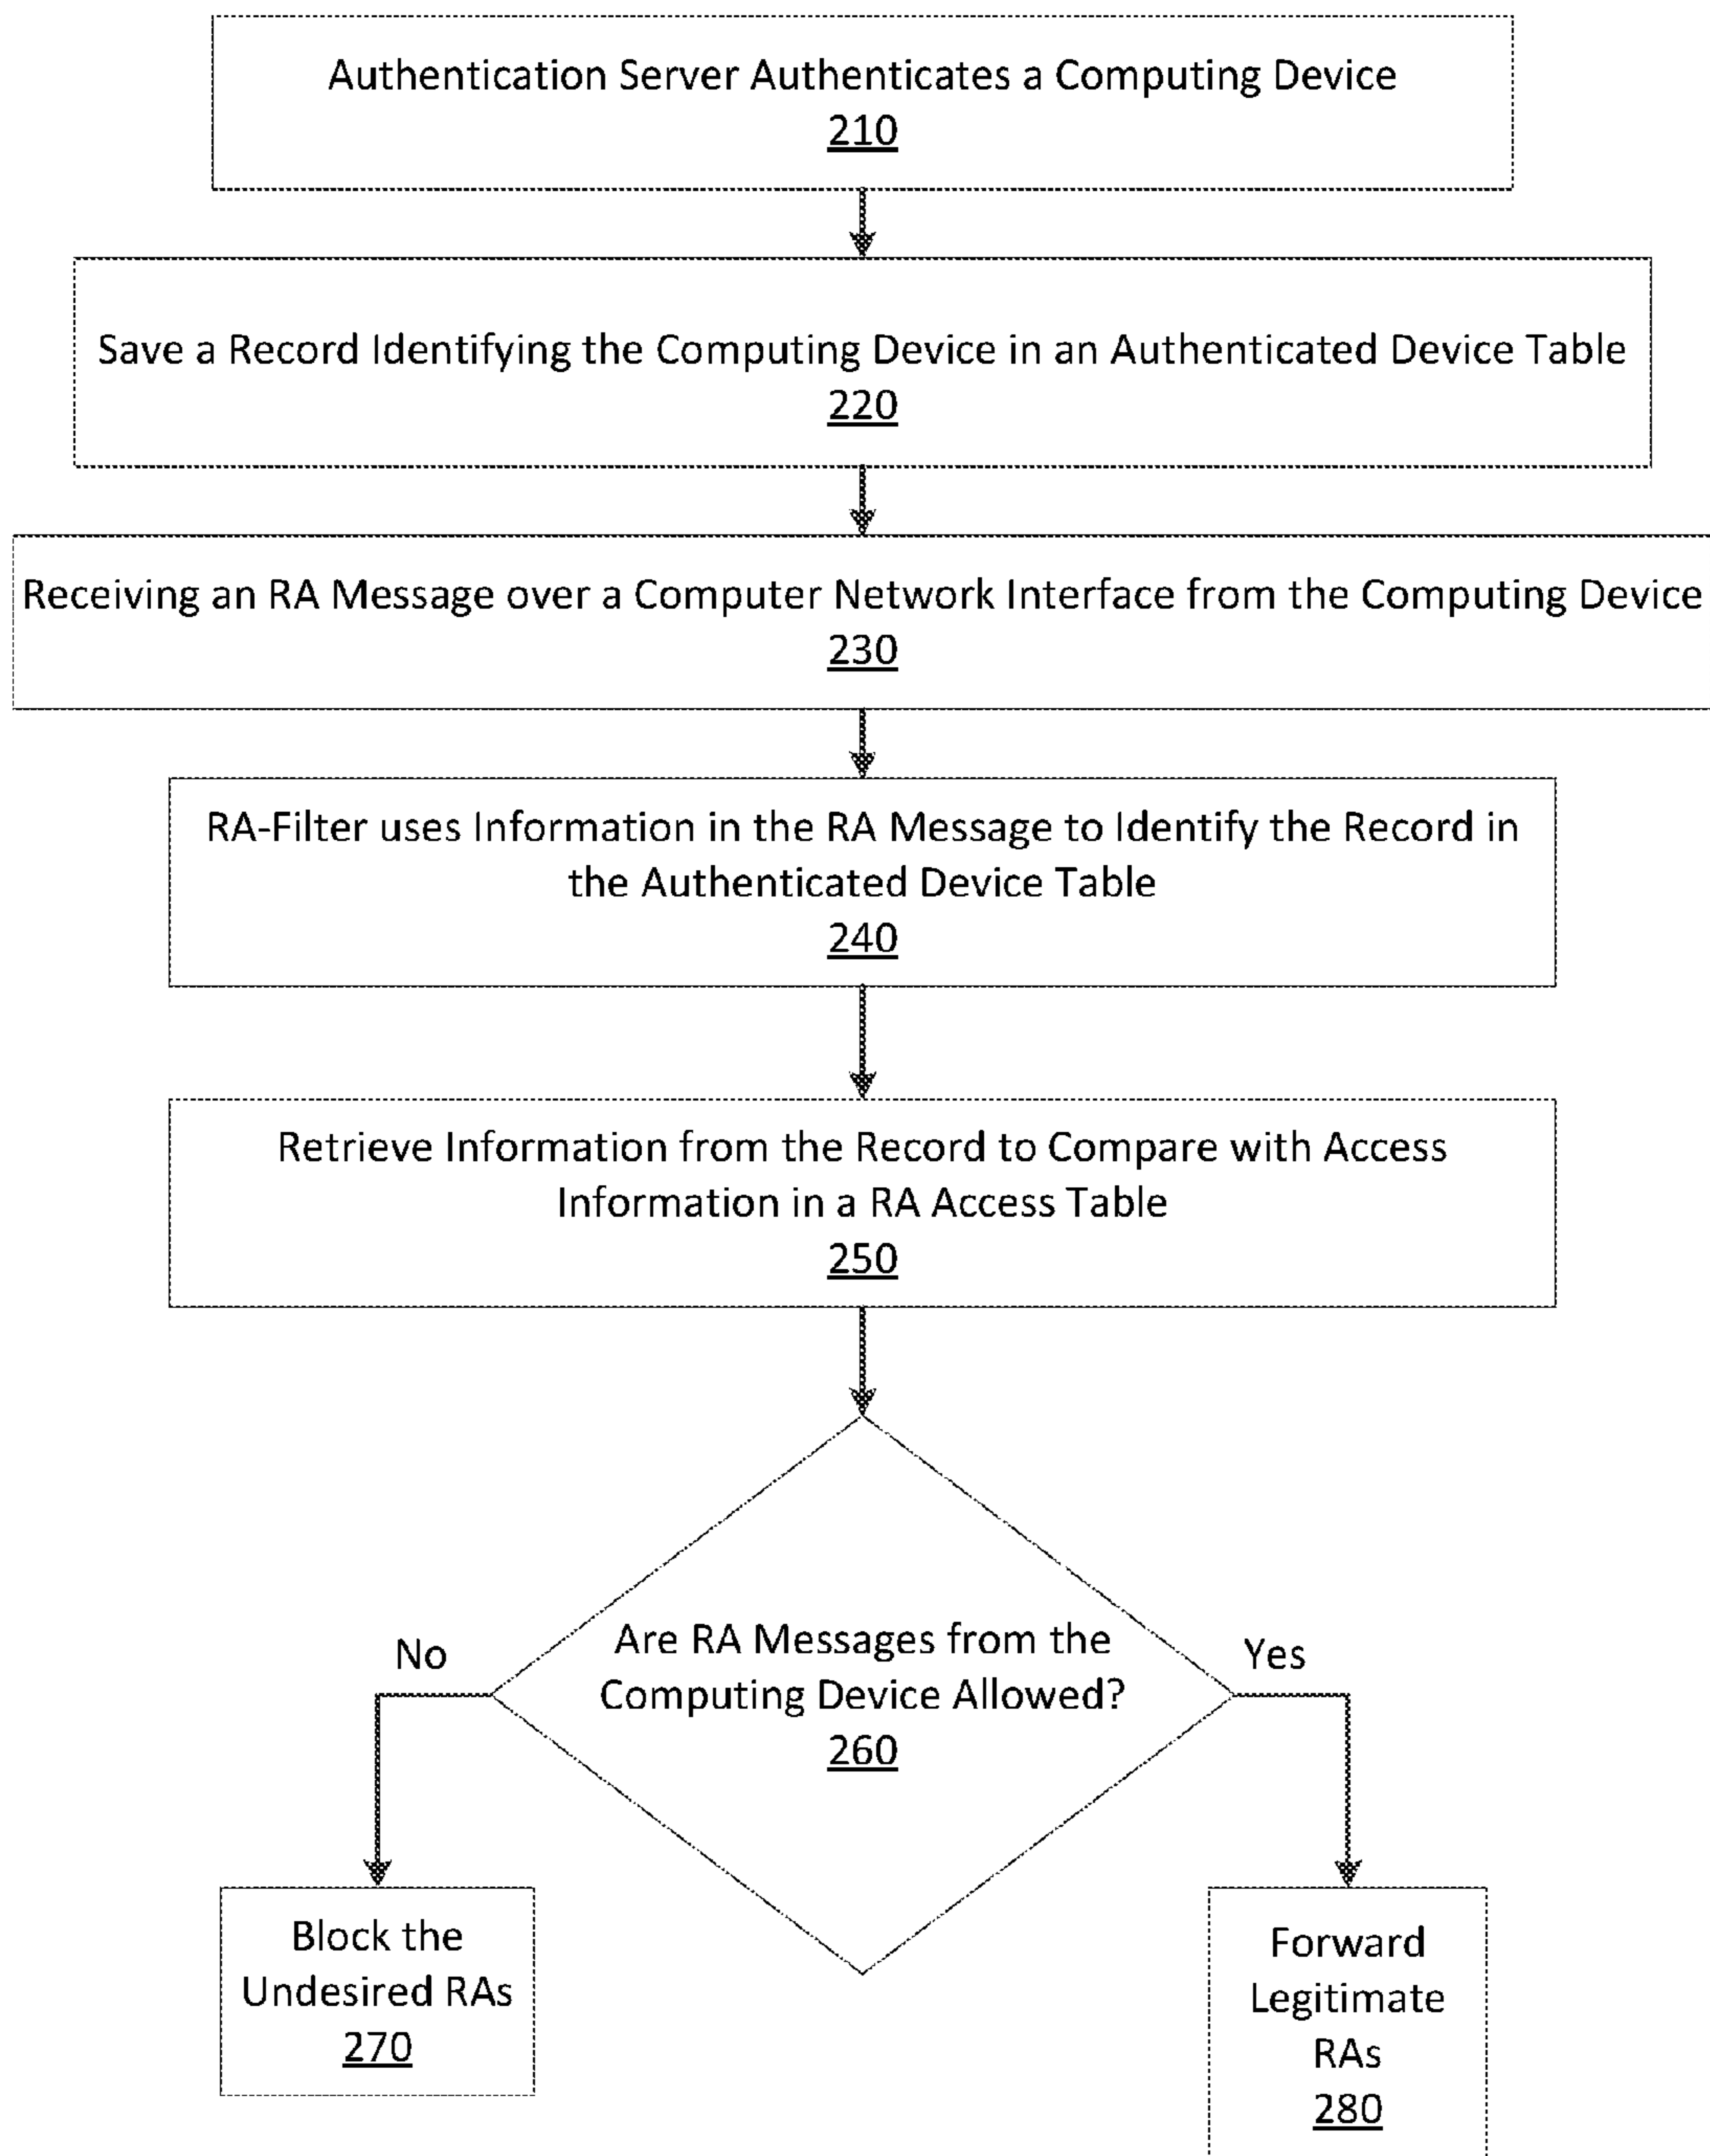 Authentication Server Authenticates a Computing Device
210
Save a Record Identifying the Computing Device in an Authenticated Device Table
220
Receiving an RA Message over a Computer Network Interface from the Computing Device
230
RA-Filter uses Information in the RA Message to Identify the Record in
the Authenticated Device Table
240
Retrieve Information from the Record to Compare with Access
Information in a RA Access Table
250
Are RA Messages from the
Computing Device Allowed?
260
No
Yes
Block the
Undesired RAs
270
Forward
Legitimate
RAs
280